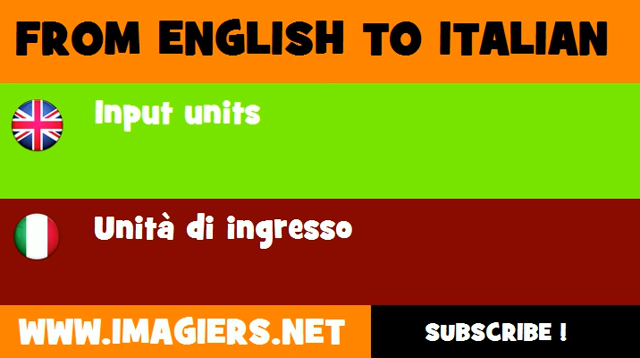 FROM ENGLISH TO ITALIAN
Input units
Unità di ingresso
WWW.IMAGIERS.NET
SUBSCRIBE !